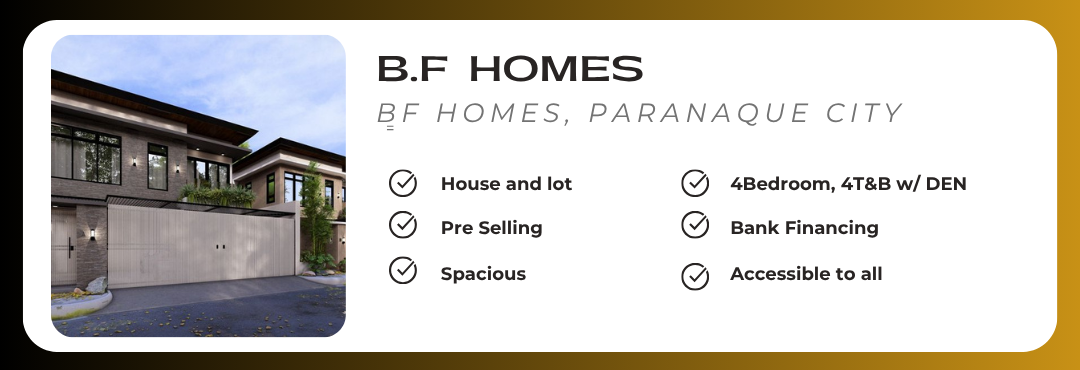 B.F HOMES
BF HOMES, PARANAQUE CITY
House and lot
Pre Selling
Spacious
4Bedroom, 4T&B w/ DEN
Bank Financing
Accessible to all